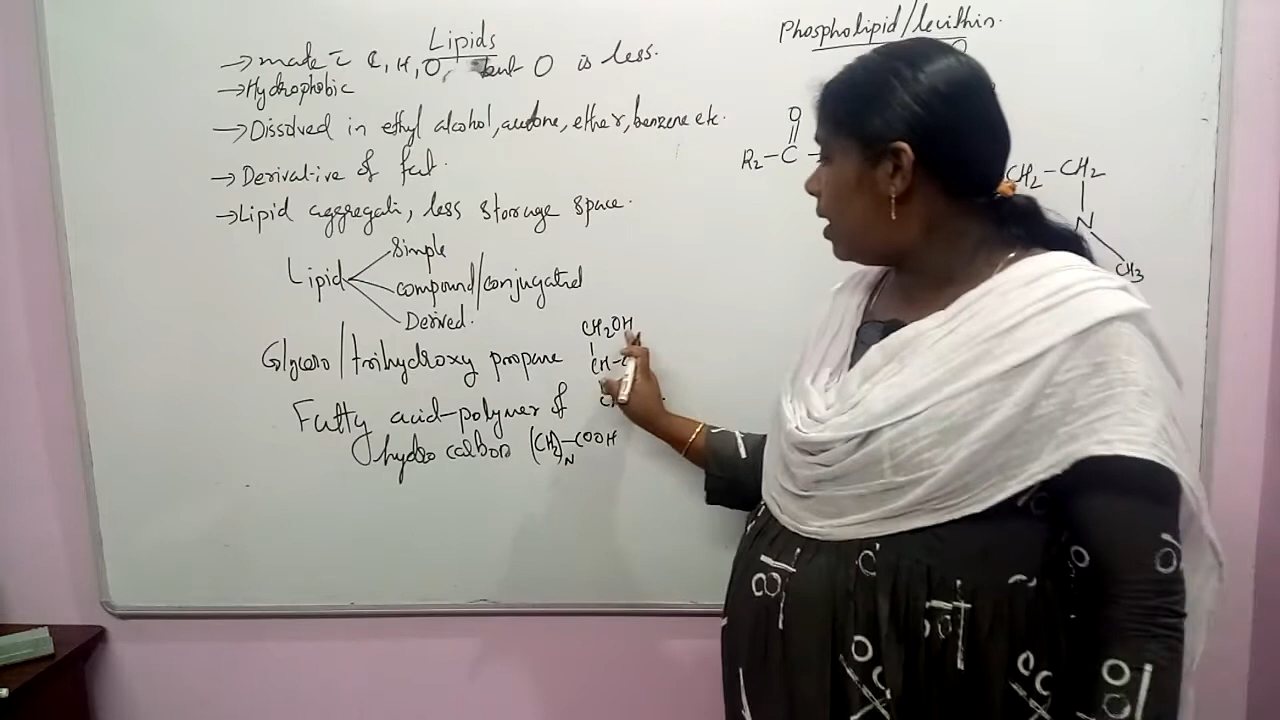 Lipids
→ made c̄ C, H, O, but O is less.
→ Hydrophobic
→ Dissolved in ethyl alcohol, acetone, ether, benzene etc.
→ Derivative of fat.
→ Lipid aggregate, less storage space.
Lipid
Simple
compound/conjugated
Derived.
/trihydroxy propane
CH2OH
CH-
Fatty acid-polymer of
hydro carbon (CH2)N-COOH
Phospholipid/lecithin.
O
R2-C-
CH2-CH2
N
CH3